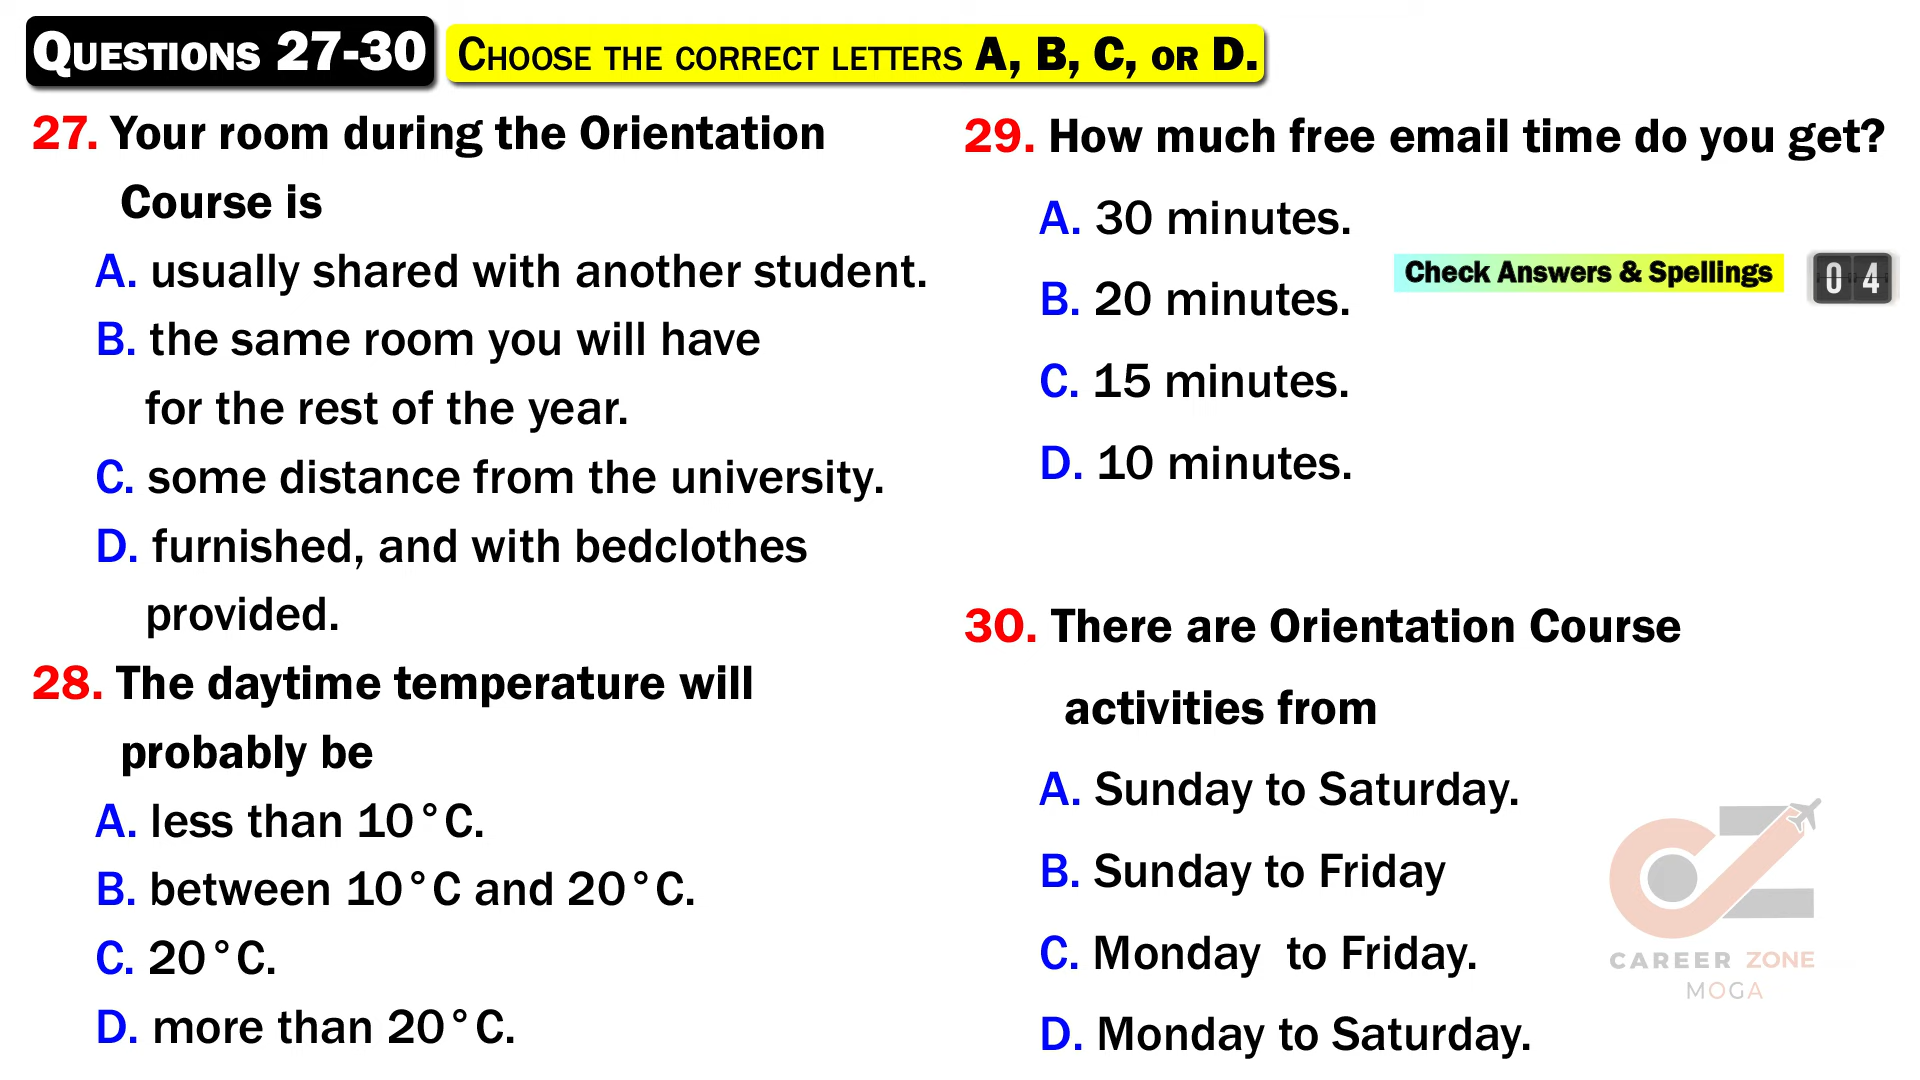 QUESTIONS 27-30
CHOOSE THE CORRECT LETTERS A, B, C, OR D.
27. Your room during the Orientation
Course is
A. usually shared with another student.
B. the same room you will have
for the rest of the year.
C. some distance from the university.
D. furnished, and with bedclothes
provided.
28. The daytime temperature will
probably be
A. less than 10°C.
B. between 10°C and 20°C.
C. 20°C.
D. more than 20°C.
29. How much free email time do you get?
A. 30 minutes.
Check Answers & Spellings 04
B. 20 minutes.
C. 15 minutes.
D. 10 minutes.
30. There are Orientation Course
activities from
A. Sunday to Saturday.
B. Sunday to Friday
C. Monday to Friday.
D. Monday to Saturday.
CZ
CAREER ZONE
MOGA